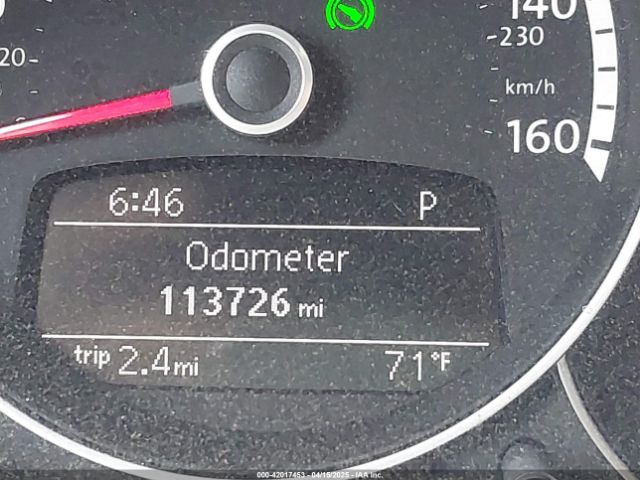 140
20
230
km/h
160
6:46 P
Odometer
113726 mi
trip 2.4 mi 71°F
000-42017453 - 04/15/2025 - IAA Inc.